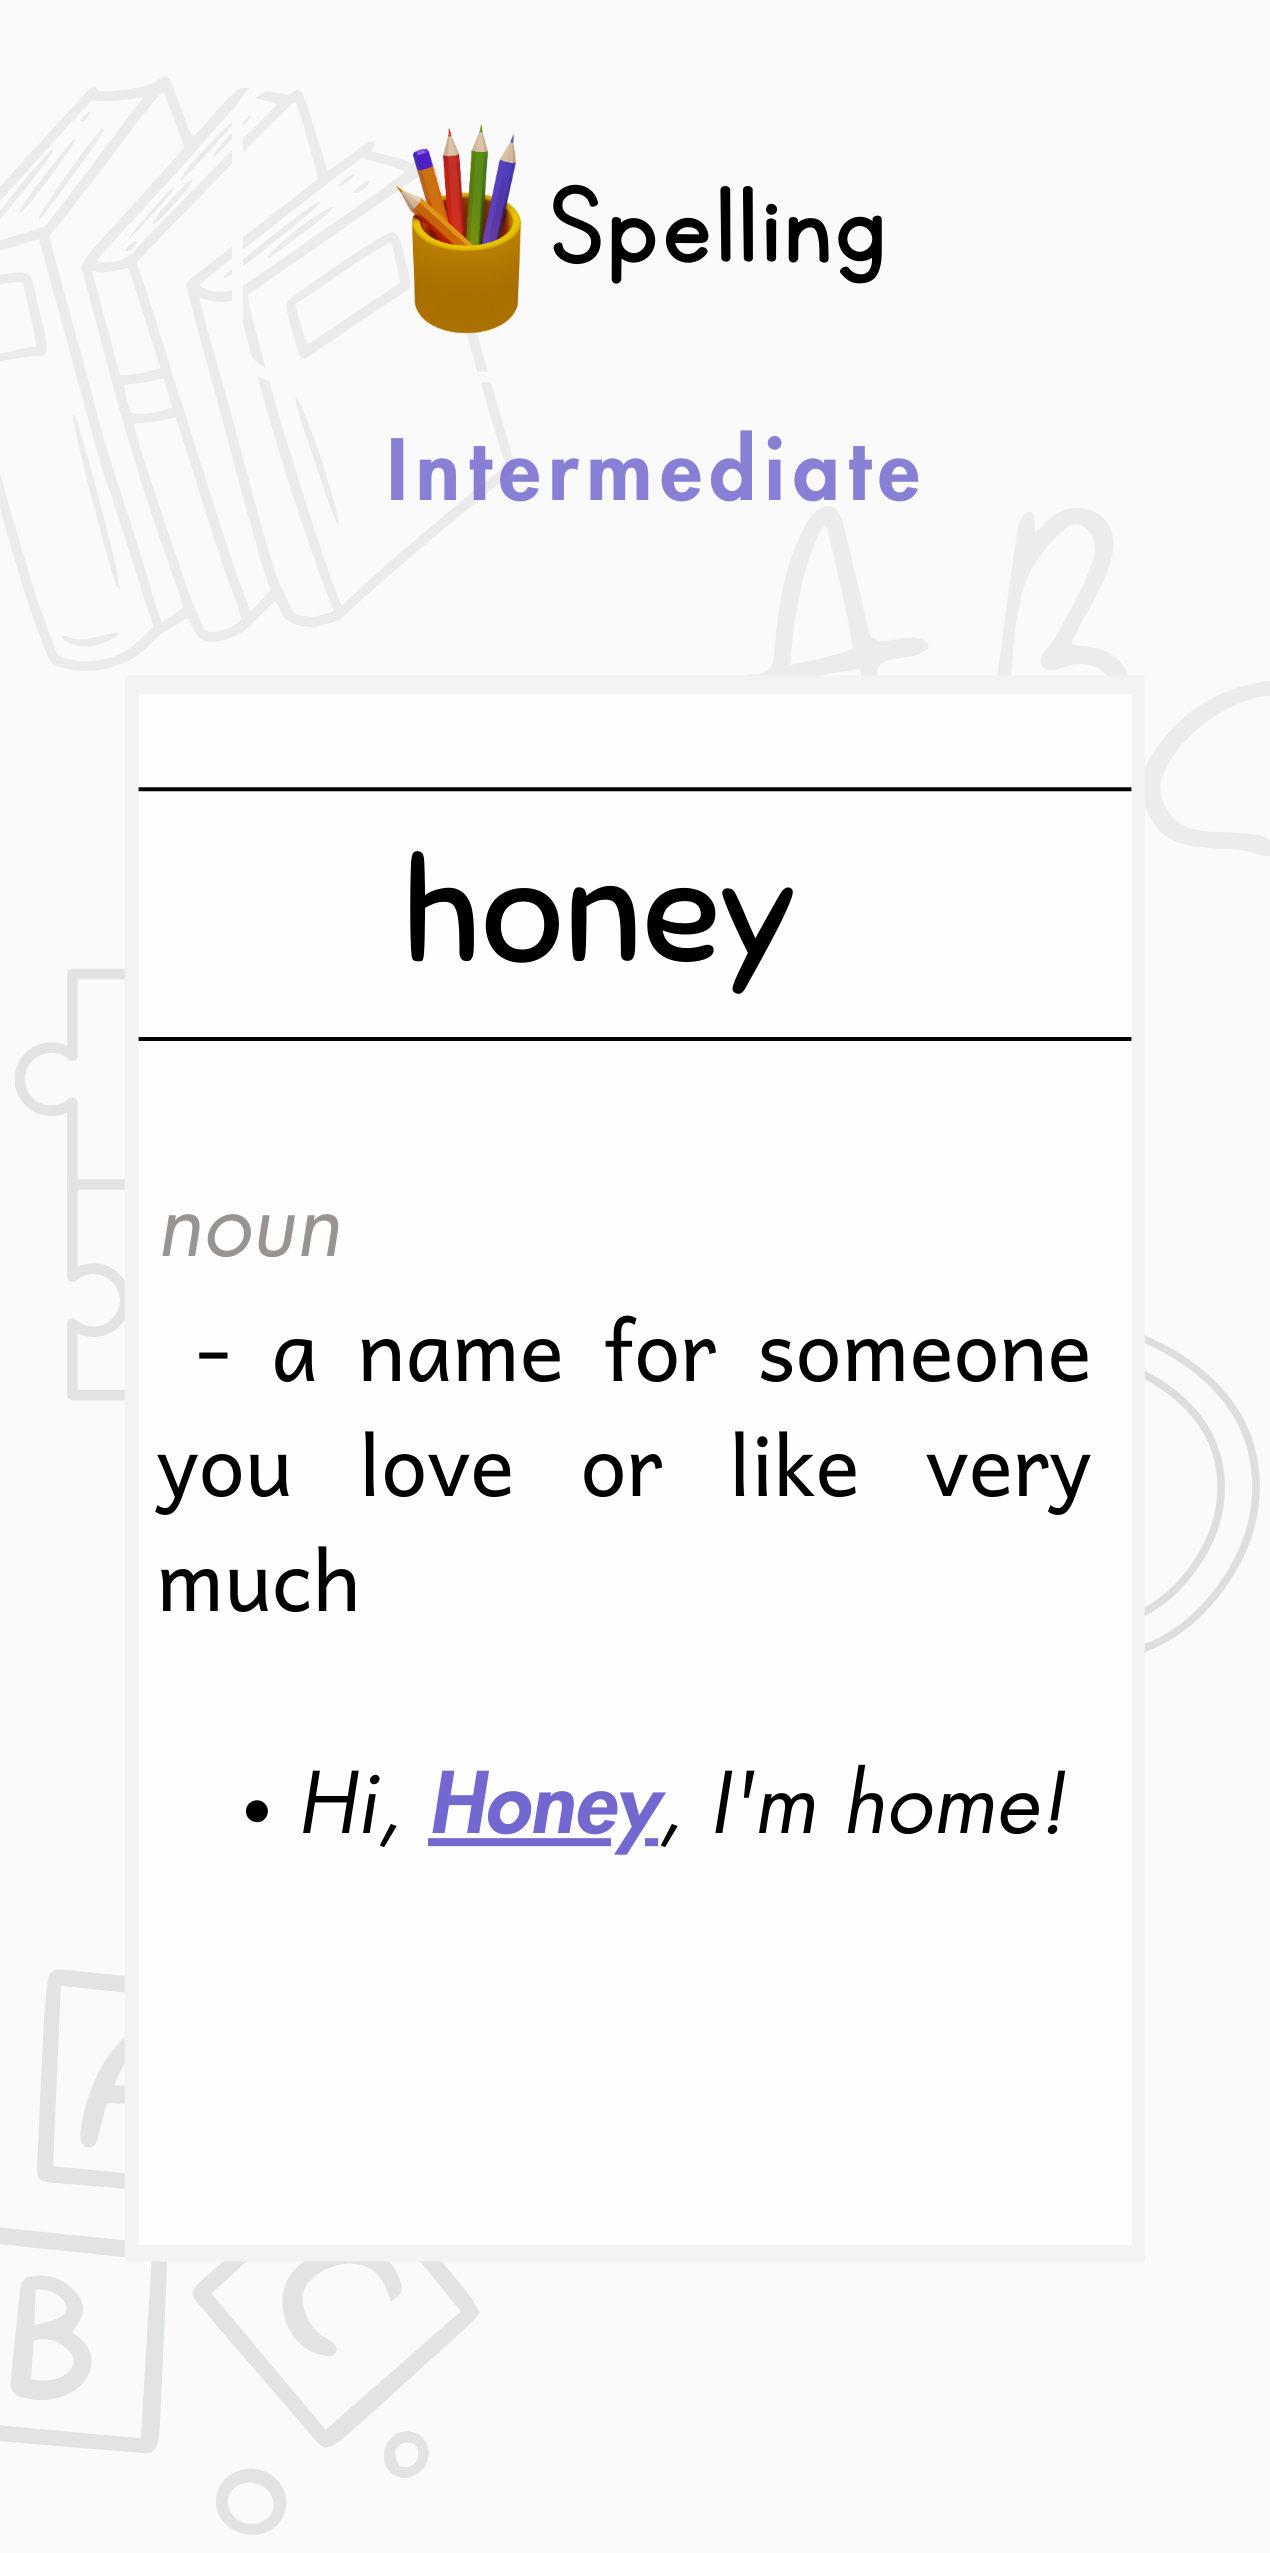 Spelling
Intermediate
A B
honey
noun
- a name for someone
you love or like very
much
• Hi, Honey, I'm home!
A
B
C